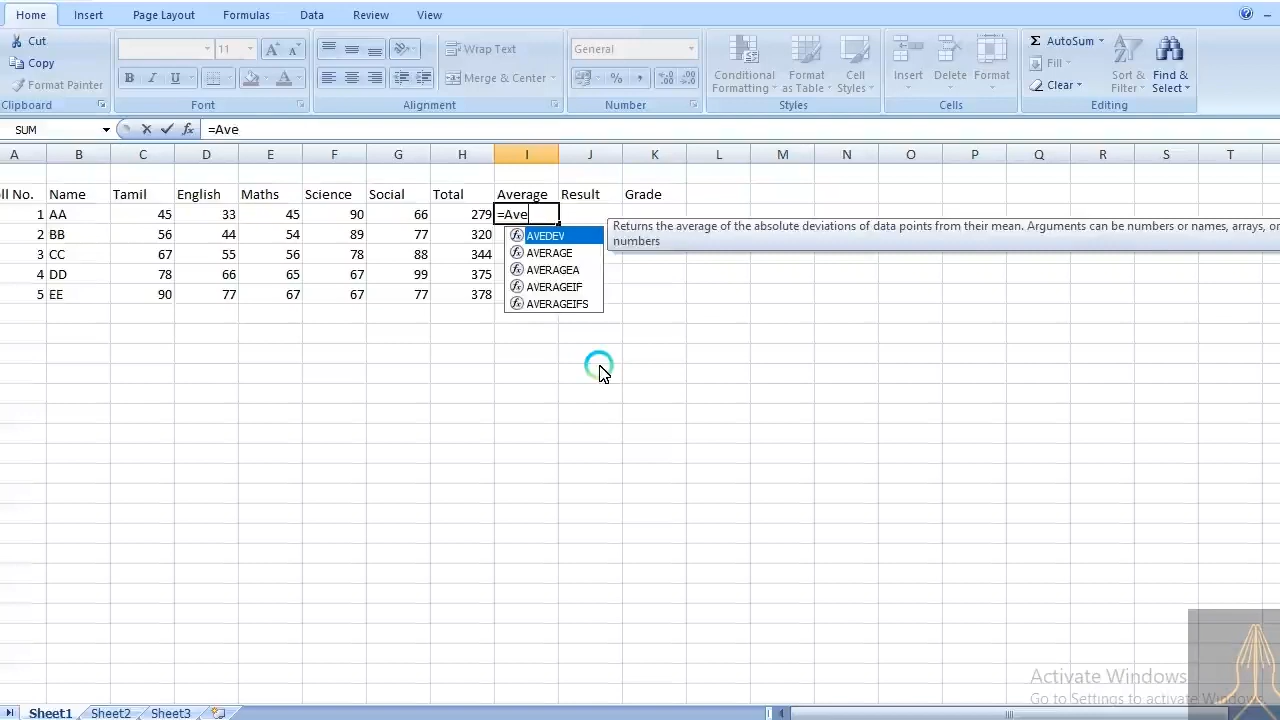 Home Insert Page Layout Formulas Data Review View
Cut
Copy
Format Painter
Clipboard
11
B I U
Font
Wrap Text
Merge & Center
Alignment
General
%
Number
Conditional Formatting
Format as Table
Cell Styles
Styles
Insert Delete Format
Cells
Σ AutoSum
Fill
Clear
Sort & Filter
Find & Select
Editing
SUM fx =Ave
A B C D E F G H I J K L M N O P Q R S T
ll No. Name Tamil English Maths Science Social Total Average Result Grade
1 AA 45 33 45 90 66 279 =Ave
2 BB 56 44 54 89 77 320
3 CC 67 55 56 78 88 344
4 DD 78 66 65 67 99 375
5 EE 90 77 67 67 77 378
AVEDEV
AVERAGE
AVERAGEA
AVERAGEIF
AVERAGEIFS
Returns the average of the absolute deviations of data points from their mean. Arguments can be numbers or names, or
numbers
Activate Windows
Go to Settings to activate Windows.
Sheet1 Sheet2 Sheet3